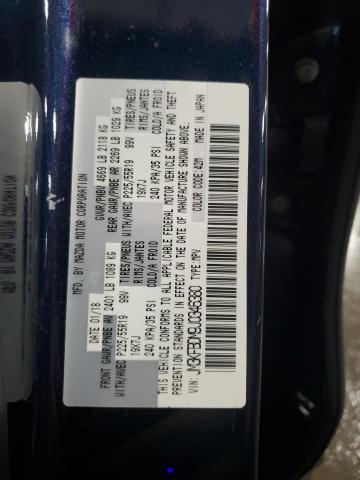 MFG. BY MAZDA MOTOR CORPORATION
DATE 01/18 GVWR/PNBV 4669 LB 2118 KG
FRONT GAWR/PNBE AV 2401 LB 1089 KG REAR GAWR/PNBE AR 2269 LB 1029 KG
WITH/AVEC P225/55R19 99V TIRES/PNEUS WITH/AVEC P225/55R19 99V TIRES/PNEUS
19X7J RIMS/JANTES 19X7J RIMS/JANTES
240 KPA/35 PSI COLD/A FROID 240 KPA/35 PSI COLD/A FROID
THIS VEHICLE CONFORMS TO ALL APPLICABLE FEDERAL MOTOR VEHICLE SAFETY AND THEFT
PREVENTION STANDARDS IN EFFECT ON THE DATE OF MANUFACTURE SHOWN ABOVE.
VIN: TYPE: MPV COLOR: 42M MADE IN JAPAN